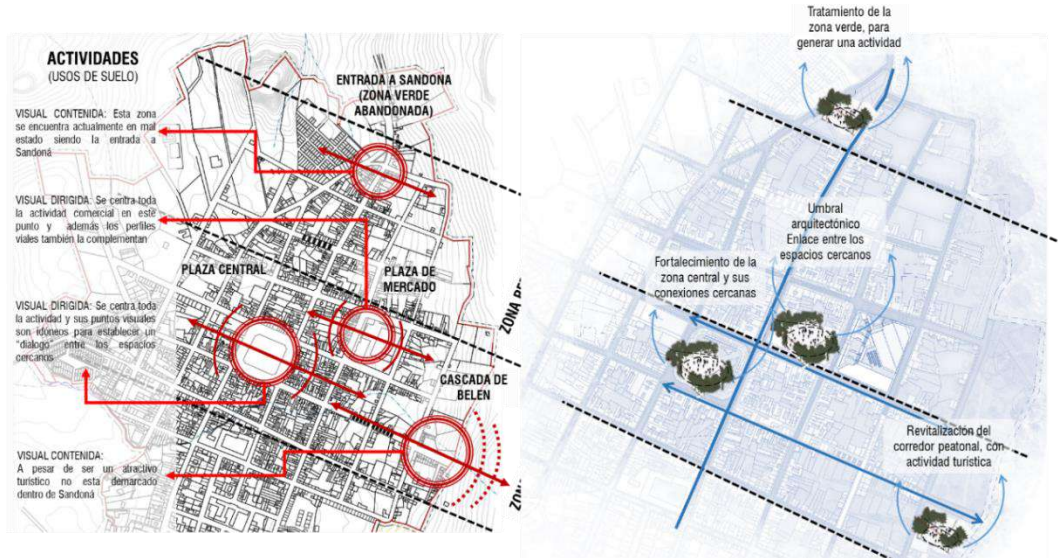 ACTIVIDADES
(USOS DE SUELO)
VISUAL CONTENIDA: Esta zona
se encuentra actualmente en mal
estado siendo la entrada a
Sandoná
VISUAL DIRIGIDA: Se centra toda
la actividad comercial en este
punto y además los perfiles
viales también la complementan
VISUAL DIRIGIDA: Se centra toda
la actividad y sus puntos visuales
son idóneos para establecer un
"dialogo" entre los espacios
cercanos
VISUAL CONTENIDA:
A pesar de ser un atractivo
turístico no esta demarcado
dentro de Sandoná
ENTRADA A SANDONA
(ZONA VERDE
ABANDONADA)
PLAZA CENTRAL
PLAZA DE
MERCADO
CASCADA DE
BELEN
ZONA
Tratamiento de la
zona verde, para
generar una actividad
Umbral
arquitectónico
Enlace entre los
espacios cercanos
Fortalecimiento de la
zona central y sus
conexiones cercanas
Revitalización del
corredor peatonal, con
actividad turística